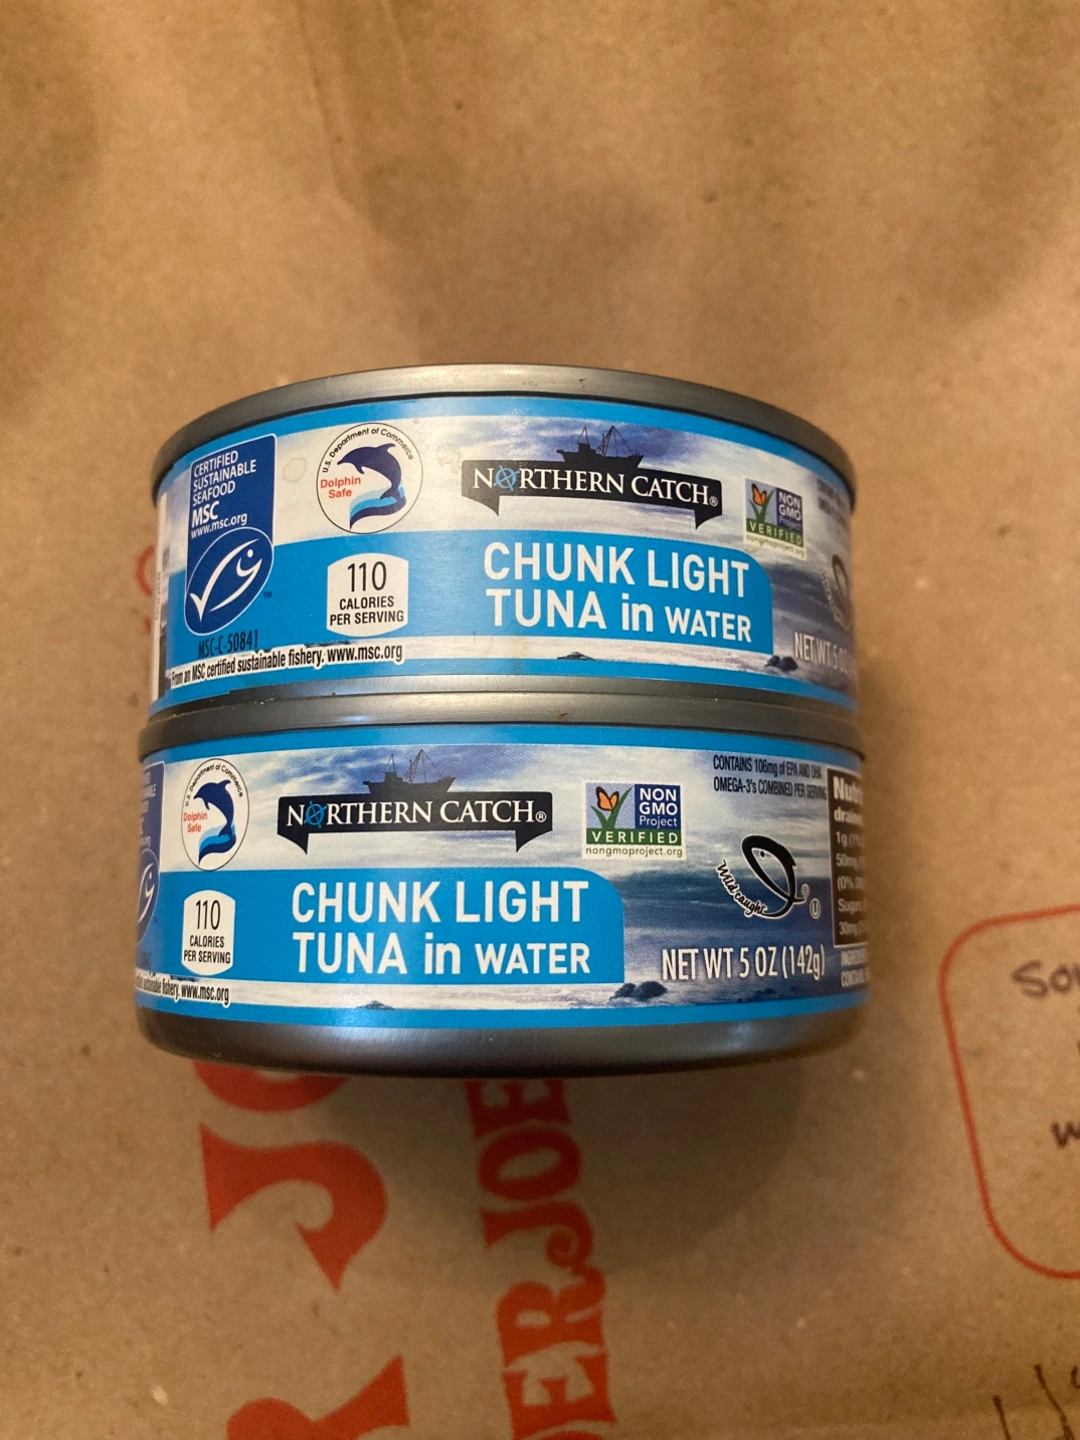 CERTIFIED
SUSTAINABLE
SEAFOOD
MSC
www.msc.org
MSC-C-50841
From an MSC certified sustainable fishery. www.msc.org
U.S. Department of Commerce
Dolphin
Safe
110
CALORIES
PER SERVING
NORTHERN CATCH®
CHUNK LIGHT
TUNA in WATER
NON
GMO
Project
VERIFIED
nongmoproject.org
NET WT 5 OZ
U.S. Department of Commerce
Dolphin
Safe
110
CALORIES
PER SERVING
fishery. www.msc.org
NORTHERN CATCH®
CHUNK LIGHT
TUNA in WATER
NON
GMO
Project
VERIFIED
nongmoproject.org
CONTAINS 106mg of EPA AND DHA
OMEGA-3's COMBINED PER SERVING
Wild caught
NET WT 5 OZ (142g)